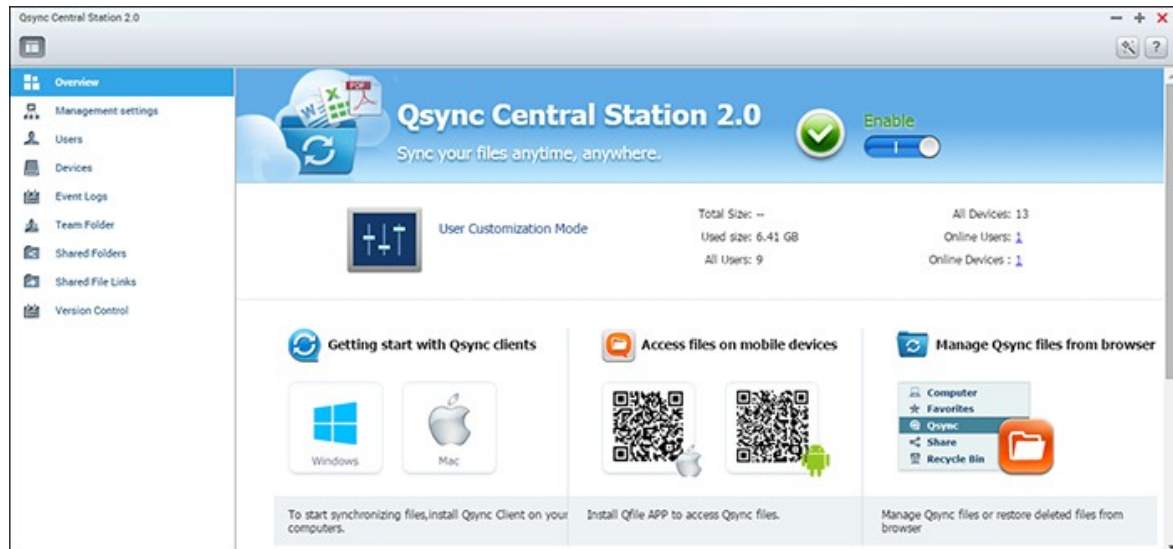 Qsync Central Station 2.0
Overview
Management settings
Users
Devices
Event Logs
Team Folder
Shared Folders
Shared File Links
Version Control
W X PDF
Qsync Central Station 2.0
Sync your files anytime, anywhere.
Enable
User Customization Mode
Total Size: --
Used size: 6.41 GB
All Users: 9
All Devices: 13
Online Users: 1
Online Devices : 1
Getting start with Qsync clients
Windows
Mac
To start synchronizing files,install Qsync Client on your
computers.
Access files on mobile devices
Install Qfile APP to access Qsync files.
Manage Qsync files from browser
Computer
Favorites
Qsync
Share
Recycle Bin
Manage Qsync files or restore deleted files from
browser